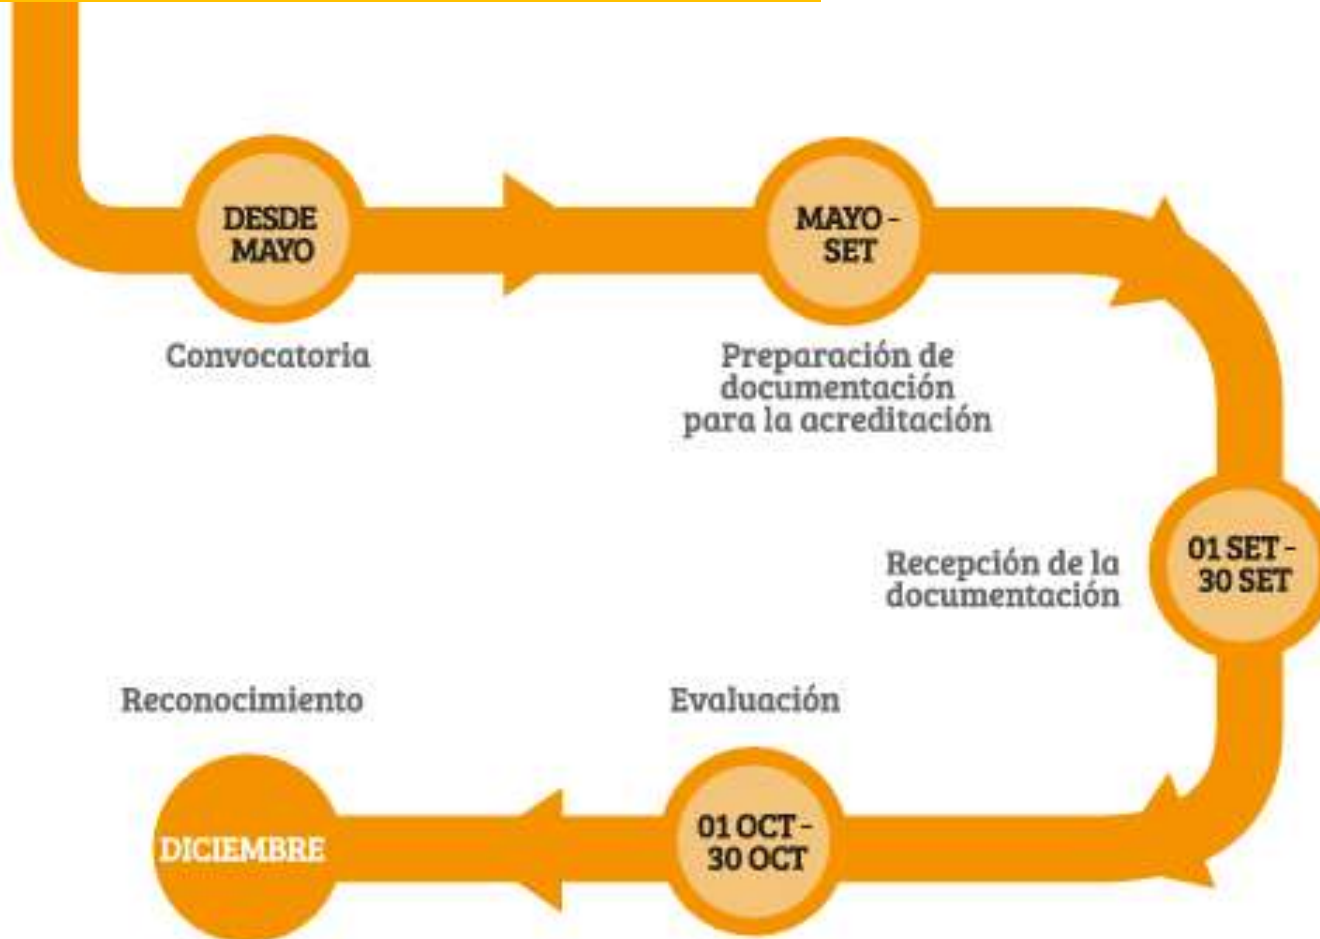 DESDE
MAYO
Convocatoria
MAYO -
SET
Preparación de
documentación
para la acreditación
01 SET -
30 SET
Recepción de la
documentación
Evaluación
01 OCT -
30 OCT
Reconocimiento
DICIEMBRE